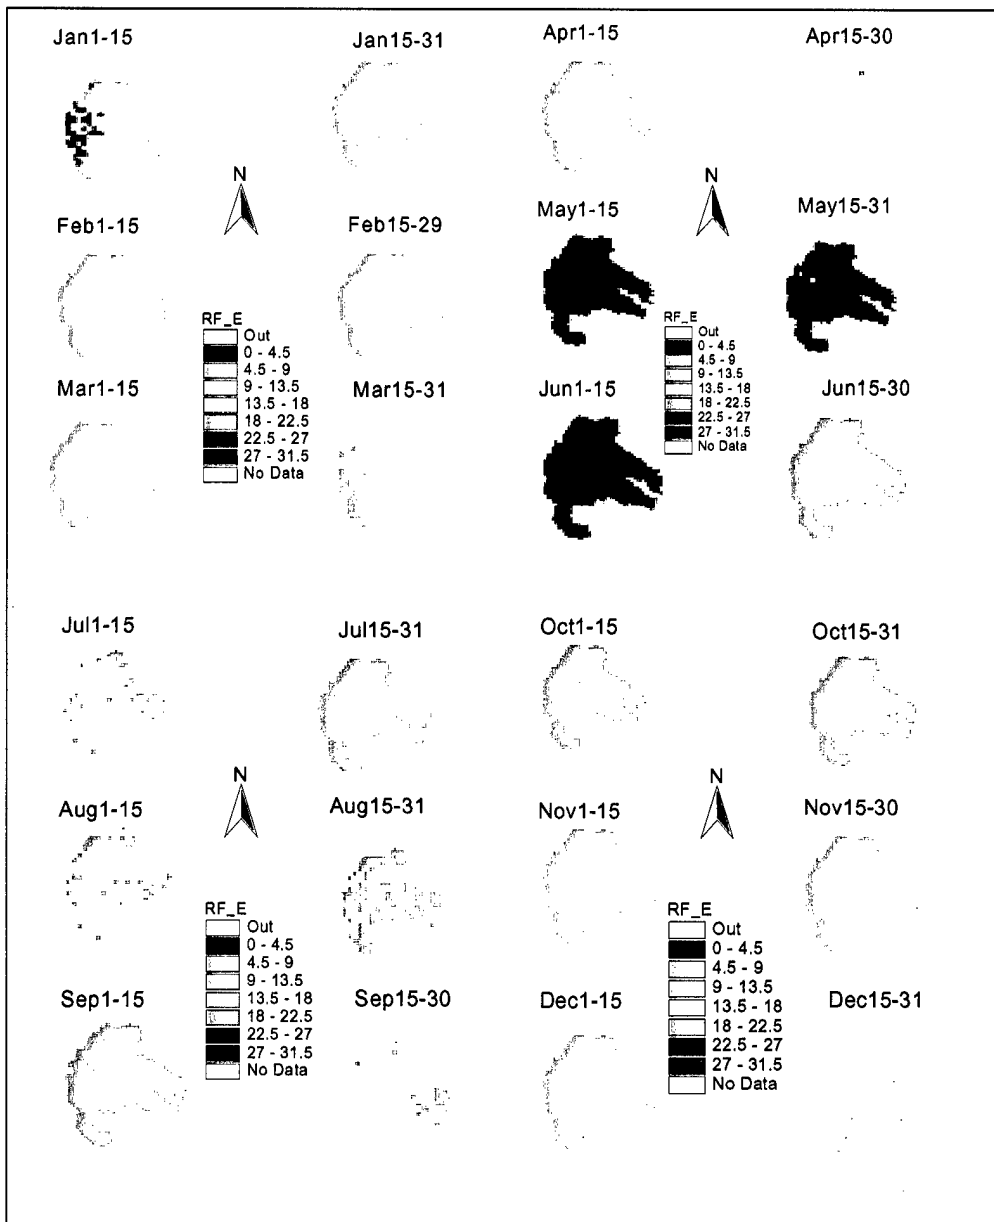 Jan1-15
Jan15-31
Apr1-15
Apr15-30
N
N
Feb1-15
Feb15-29
May1-15
May15-31
RF_E
Out
0 - 4.5
4.5 - 9
9 - 13.5
13.5 - 18
18 - 22.5
22.5 - 27
27 - 31.5
No Data
RF_E
Out
0 - 4.5
4.5 - 9
9 - 13.5
13.5 - 18
18 - 22.5
22.5 - 27
27 - 31.5
No Data
Mar1-15
Mar15-31
Jun1-15
Jun15-30
Jul1-15
Jul15-31
Oct1-15
Oct15-31
N
N
Aug1-15
Aug15-31
Nov1-15
Nov15-30
RF_E
Out
0 - 4.5
4.5 - 9
9 - 13.5
13.5 - 18
18 - 22.5
22.5 - 27
27 - 31.5
No Data
RF_E
Out
0 - 4.5
4.5 - 9
9 - 13.5
13.5 - 18
18 - 22.5
22.5 - 27
27 - 31.5
No Data
Sep1-15
Sep15-30
Dec1-15
Dec15-31